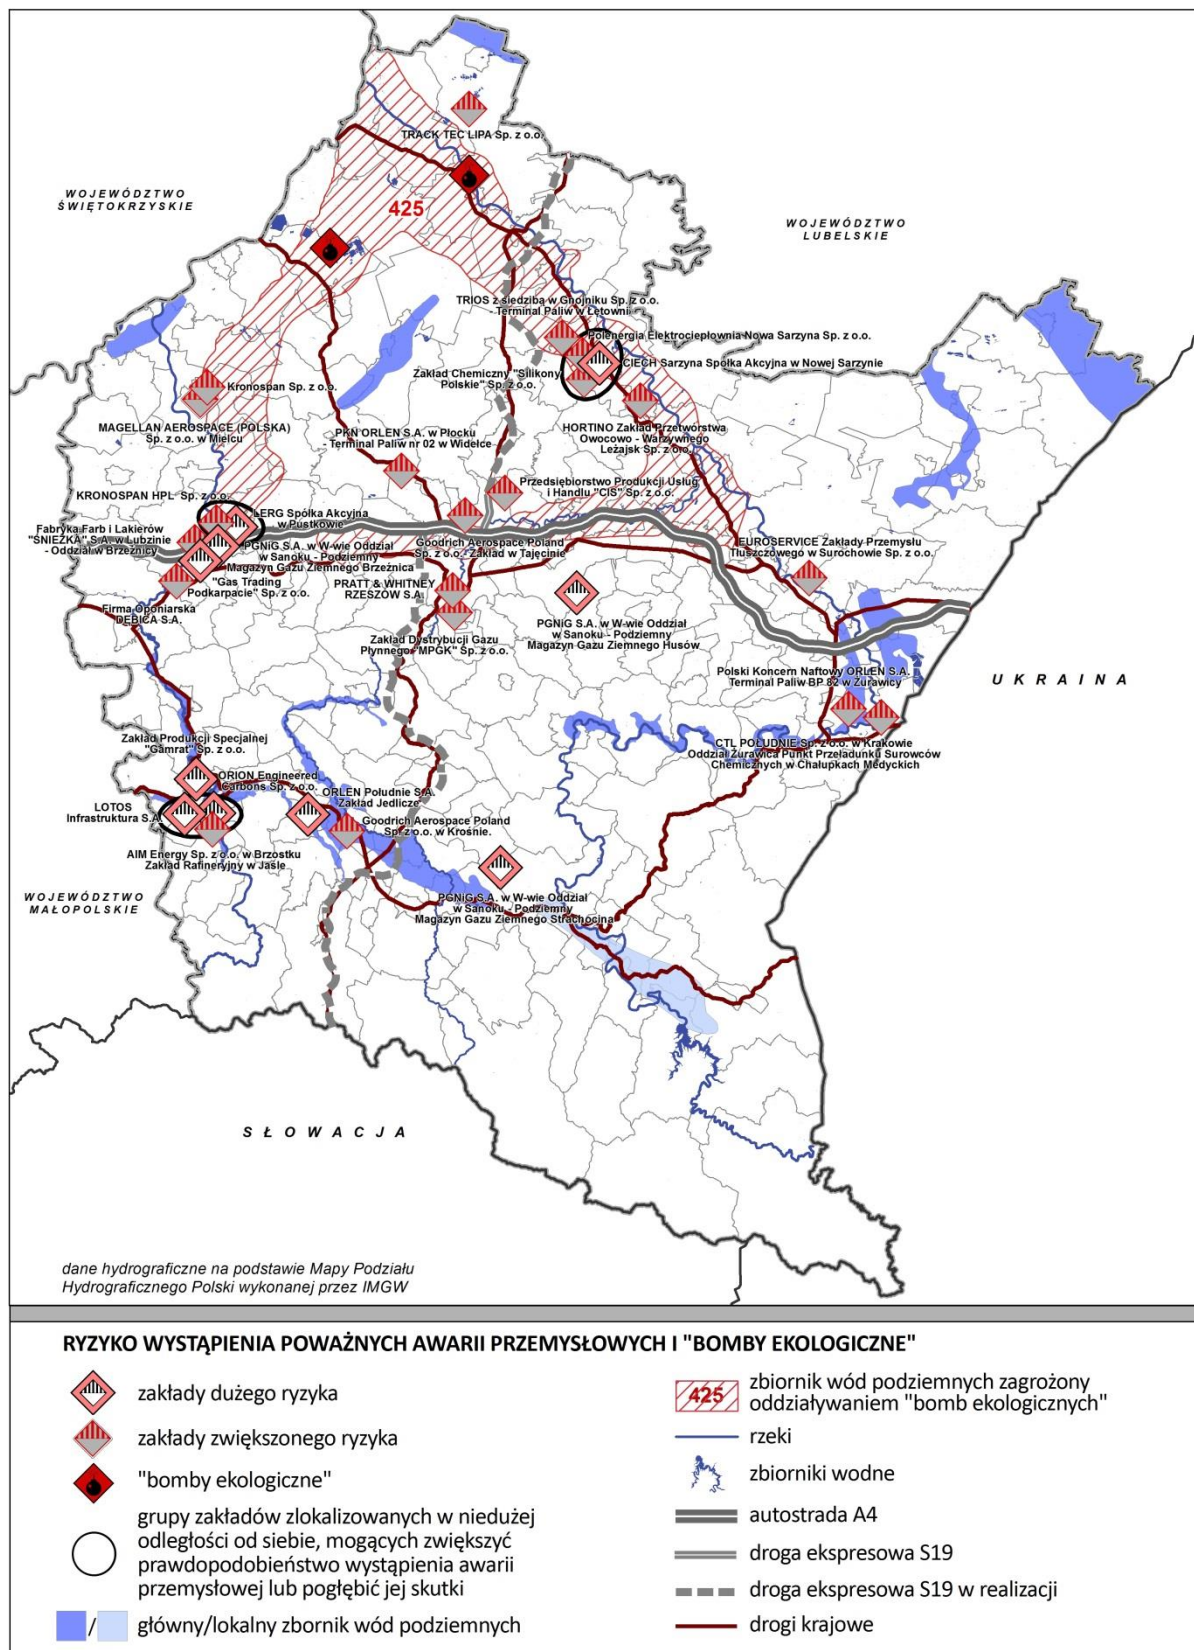 TRACK TEC LIPA Sp. z o.o.
WOJEWÓDZTWO
ŚWIĘTOKRZYSKIE
425
WOJEWÓDZTWO
LUBELSKIE
TRIOS z siedzibą w Gnojniku Sp. z o.o.
- Terminal Paliw w Łętowni
Polenergia Elektrociepłownia Nowa Sarzyna Sp. z o.o.
CIECH Sarzyna Spółka Akcyjna w Nowej Sarzynie
Zakład Chemiczny "Silikony
Polskie" Sp. z o.o.
Kronospan Sp. z o.o.
MAGELLAN AEROSPACE (POLSKA)
Sp. z o.o. w Mielcu
PKN ORLEN S.A. w Płocku
- Terminal Paliw nr 02 w Widełce
HORTINO Zakład Przetwórstwa
Owocowo - Warzywnego
Leżajsk Sp. z o.o.
Przedsiębiorstwo Produkcji Usług
i Handlu "CIS" Sp. z o.o.
KRONOSPAN HPL Sp. z o.o.
LERG Spółka Akcyjna
w Pustkowie
Fabryka Farb i Lakierów
"ŚNIEŻKA" S.A. w Lubzinie
- Oddział w Brzeźnicy
PGNiG S.A. w W-wie Oddział
w Sanoku - Podziemny
Magazyn Gazu Ziemnego Brzeźnica
Goodrich Aerospace Poland
Sp. z o.o. - Zakład w Tajęcinie
EUROSERVICE Zakłady Przemysłu
Tłuszczowego w Surochowie Sp. z o.o.
"Gas Trading
Podkarpacie" Sp. z o.o.
PRATT & WHITNEY
RZESZÓW S.A.
Firma Oponiarska
DĘBICA S.A.
PGNiG S.A. w W-wie Oddział
w Sanoku - Podziemny
Magazyn Gazu Ziemnego Husów
Zakład Dystrybucji Gazu
Płynnego "MPGK" Sp. z o.o.
Polski Koncern Naftowy ORLEN S.A.
Terminal Paliw BP 82 w Żurawicy
UKRAINA
Zakład Produkcji Specjalnej
"Gamrat" Sp. z o.o.
CTL POŁUDNIE Sp. z o.o. w Krakowie
Oddział Żurawica Punkt Przeładunku Surowców
Chemicznych w Chałupkach Medyckich
ORION Engineered
Carbons Sp. z o.o.
LOTOS
Infrastruktura S.A.
ORLEN Południe S.A.
Zakład Jedlicze
Goodrich Aerospace Poland
Sp. z o.o. w Krośnie.
AIM Energy Sp. z o.o. w Brzostku
Zakład Rafineryjny w Jaśle
WOJEWÓDZTWO
MAŁOPOLSKIE
PGNiG S.A. w W-wie Oddział
w Sanoku - Podziemny
Magazyn Gazu Ziemnego Strachocina
SŁOWACJA
dane hydrograficzne na podstawie Mapy Podziału
Hydrograficznego Polski wykonanej przez IMGW
RYZYKO WYSTĄPIENIA POWAŻNYCH AWARII PRZEMYSŁOWYCH I "BOMBY EKOLOGICZNE"
zakłady dużego ryzyka
zakłady zwiększonego ryzyka
"bomby ekologiczne"
grupy zakładów zlokalizowanych w niedużej
odległości od siebie, mogących zwiększyć
prawdopodobieństwo wystąpienia awarii
przemysłowej lub pogłębić jej skutki
/ główny/lokalny zbornik wód podziemnych
425 zbiornik wód podziemnych zagrożony
oddziaływaniem "bomb ekologicznych"
rzeki
zbiorniki wodne
autostrada A4
droga ekspresowa S19
droga ekspresowa S19 w realizacji
drogi krajowe